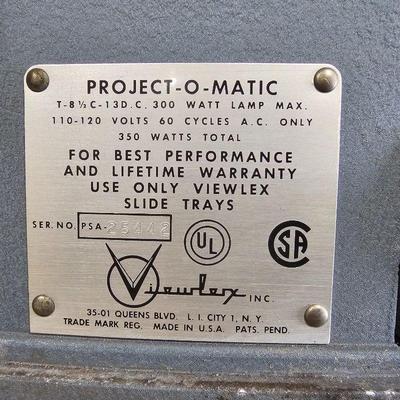 PROJECT-O-MATIC
T-8½ C-13D.C. 300 WATT LAMP MAX.
110-120 VOLTS 60 CYCLES A.C. ONLY
350 WATTS TOTAL
FOR BEST PERFORMANCE
AND LIFETIME WARRANTY
USE ONLY VIEWLEX
SLIDE TRAYS
SER. NO. PSA-25442 UL SA
Viewlex INC.
35-01 QUEENS BLVD. L. I. CITY 1, N. Y.
TRADE MARK REG. MADE IN U.S.A. PATS. PEND.